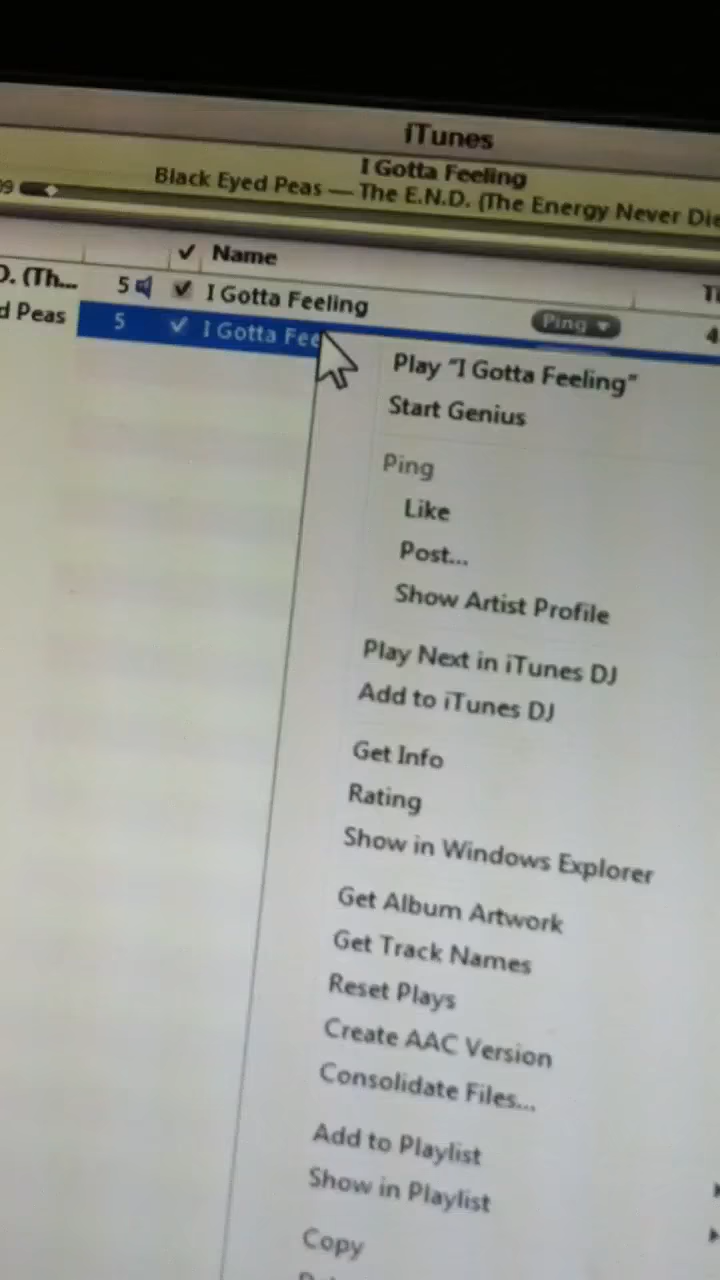 iTunes
I Gotta Feeling
Black Eyed Peas — The E.N.D. (The Energy Never Die
Name
(Th... 5 I Gotta Feeling Ping 4
d Peas 5 I Gotta Fee
Play "I Gotta Feeling"
Start Genius
Ping
Like
Post...
Show Artist Profile
Play Next in iTunes DJ
Add to iTunes DJ
Get Info
Rating
Show in Windows Explorer
Get Album Artwork
Get Track Names
Reset Plays
Create AAC Version
Consolidate Files...
Add to Playlist
Show in Playlist
Copy